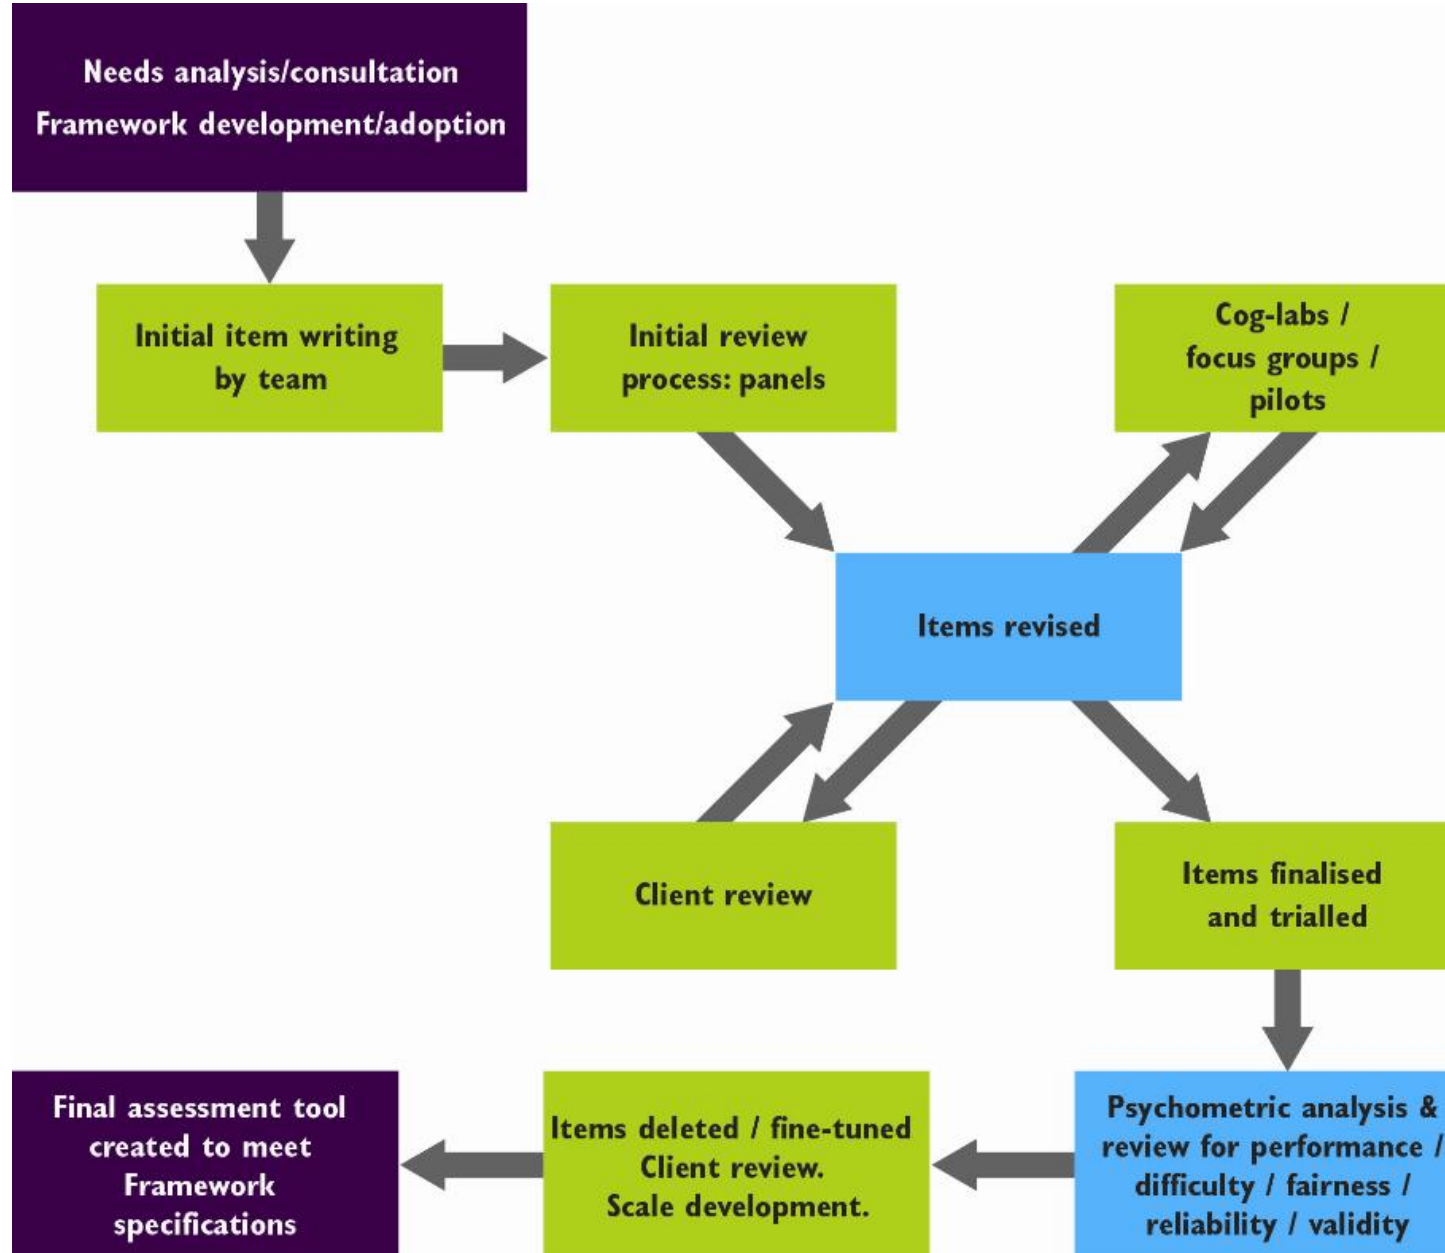 Needs analysis/consultation
Framework development/adoption
Initial item writing
by team
Initial review
process: panels
Cog-labs /
focus groups /
pilots
Items revised
Client review
Items finalised
and trialled
Psychometric analysis &
review for performance /
difficulty / fairness /
reliability / validity
Items deleted / fine-tuned
Client review.
Scale development.
Final assessment tool
created to meet
Framework
specifications